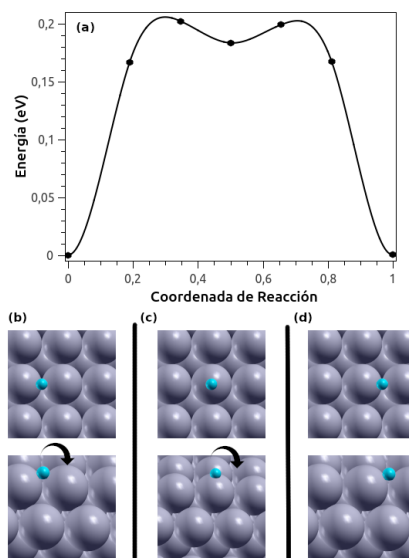 (a)
0,2
0,15
0,1
0,05
0
Energía (eV)
0 0,2 0,4 0,6 0,8 1
Coordenada de Reacción
(b) (c) (d)